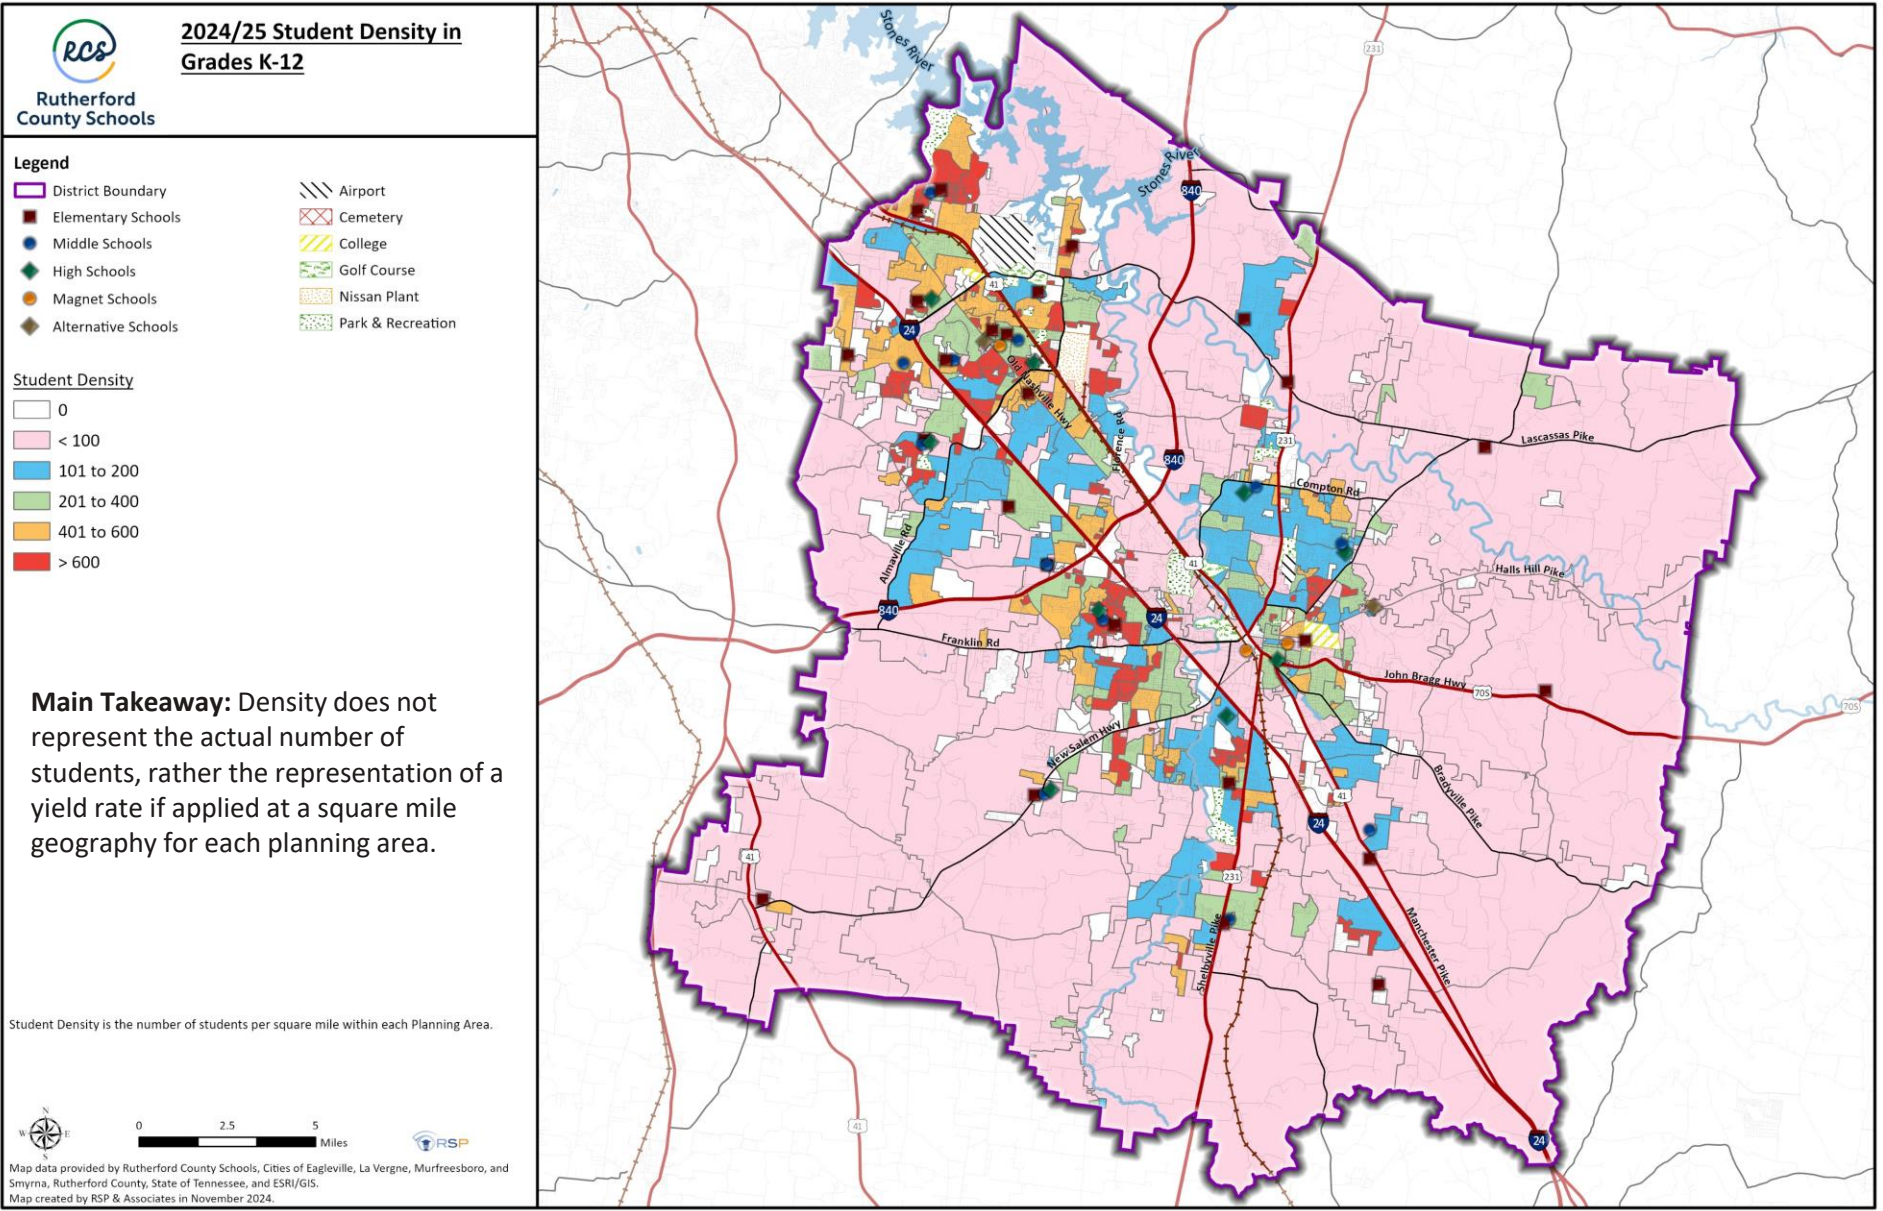 RCS
Rutherford
County Schools
2024/25 Student Density in
Grades K-12
Legend
District Boundary
Elementary Schools
Middle Schools
High Schools
Magnet Schools
Alternative Schools
Airport
Cemetery
College
Golf Course
Nissan Plant
Park & Recreation
Student Density
0
< 100
101 to 200
201 to 400
401 to 600
> 600
Main Takeaway: Density does not
represent the actual number of
students, rather the representation of a
yield rate if applied at a square mile
geography for each planning area.
Student Density is the number of students per square mile within each Planning Area.
N
W E
S
0 2.5 5
Miles
RSP
Map data provided by Rutherford County Schools, Cities of Eagleville, La Vergne, Murfreesboro, and
Smyrna, Rutherford County, State of Tennessee, and ESRI/GIS.
Map created by RSP & Associates in November 2024.
Stones River
231
Stones River
840
41
24
Old Nashville Hwy
Florence Rd
840
231
Lascassas Pike
Compton Rd
Almaville Rd
41
Halls Hill Pike
840
24
Franklin Rd
John Bragg Hwy
70S
70S
New Salem Hwy
Bradyville Pike
41
24
41
231
Shelbyville Pike
Manchester Pike
41
24